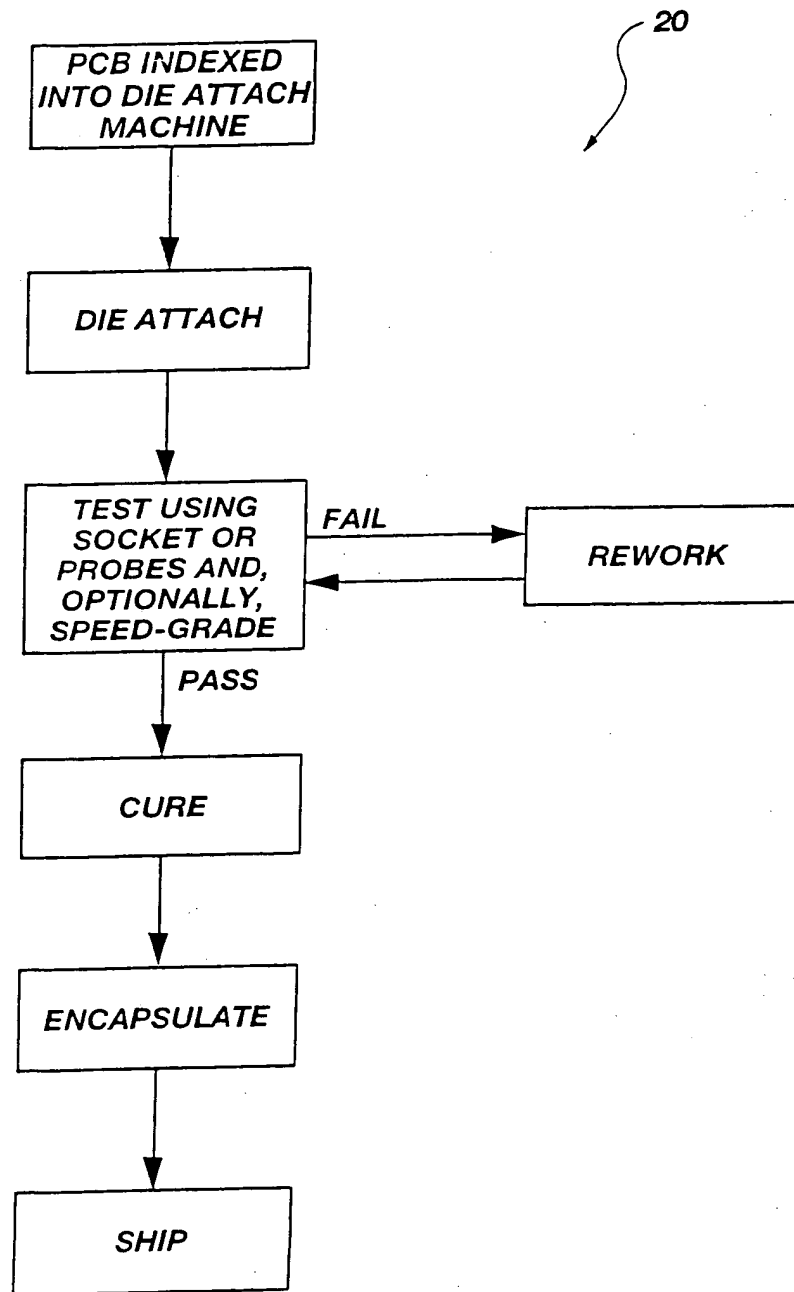 20
PCB INDEXED
INTO DIE ATTACH
MACHINE
DIE ATTACH
TEST USING
SOCKET OR
PROBES AND,
OPTIONALLY,
SPEED-GRADE
FAIL
REWORK
PASS
CURE
ENCAPSULATE
SHIP